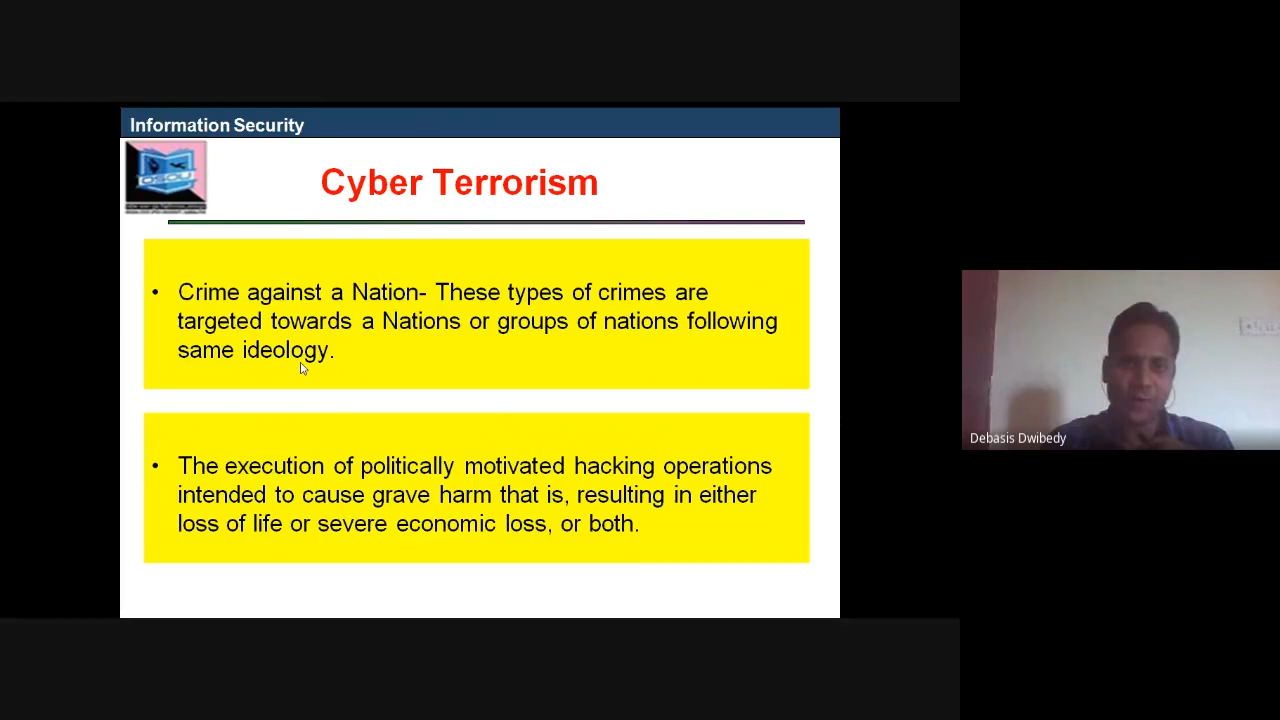 Information Security
OSOU
Cyber Terrorism
• Crime against a Nation- These types of crimes are
targeted towards a Nations or groups of nations following
same ideology.
• The execution of politically motivated hacking operations
intended to cause grave harm that is, resulting in either
loss of life or severe economic loss, or both.
Debasis Dwibedy